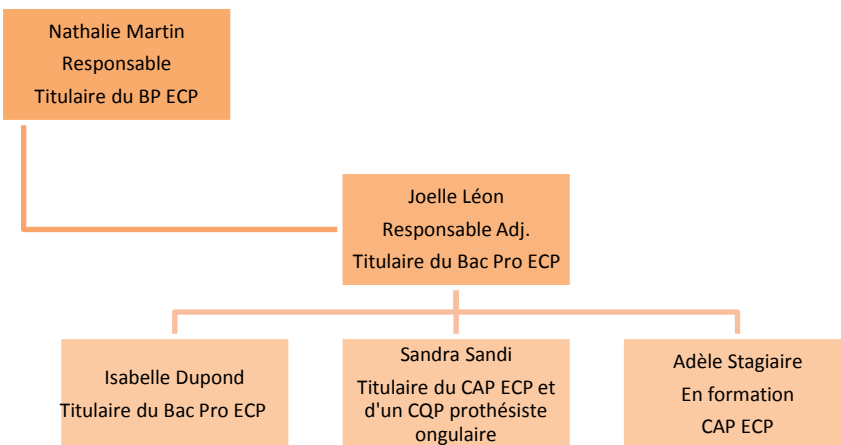 Nathalie Martin
Responsable
Titulaire du BP ECP
Joelle Léon
Responsable Adj.
Titulaire du Bac Pro ECP
Isabelle Dupond
Titulaire du Bac Pro ECP
Sandra Sandi
Titulaire du CAP ECP et
d'un CQP prothésiste
ongulaire
Adèle Stagiaire
En formation
CAP ECP